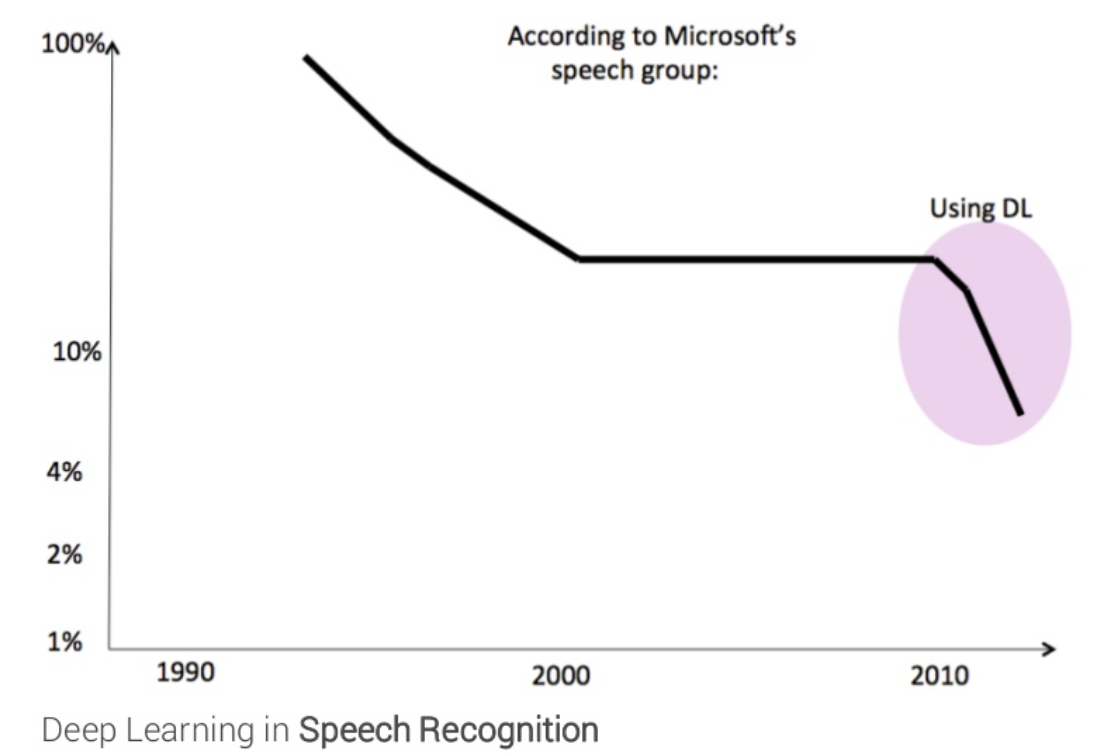 According to Microsoft's
speech group:
100%
Using DL
10%
4%
2%
1%
1990 2000 2010
Deep Learning in Speech Recognition